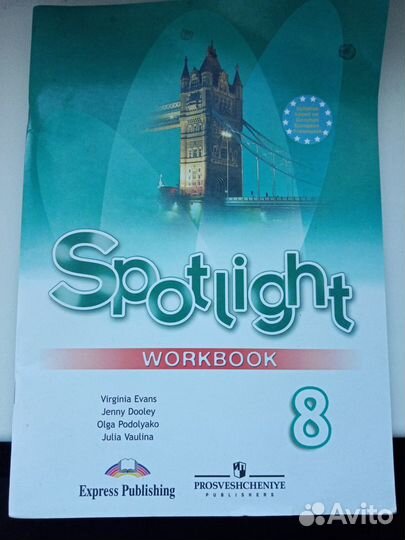 Spotlight
WORKBOOK
Virginia Evans
Jenny Dooley
Olga Podolyako
Julia Vaulina
8
Express Publishing
PROSVESHCHENIYE
PUBLISHERS
Avito